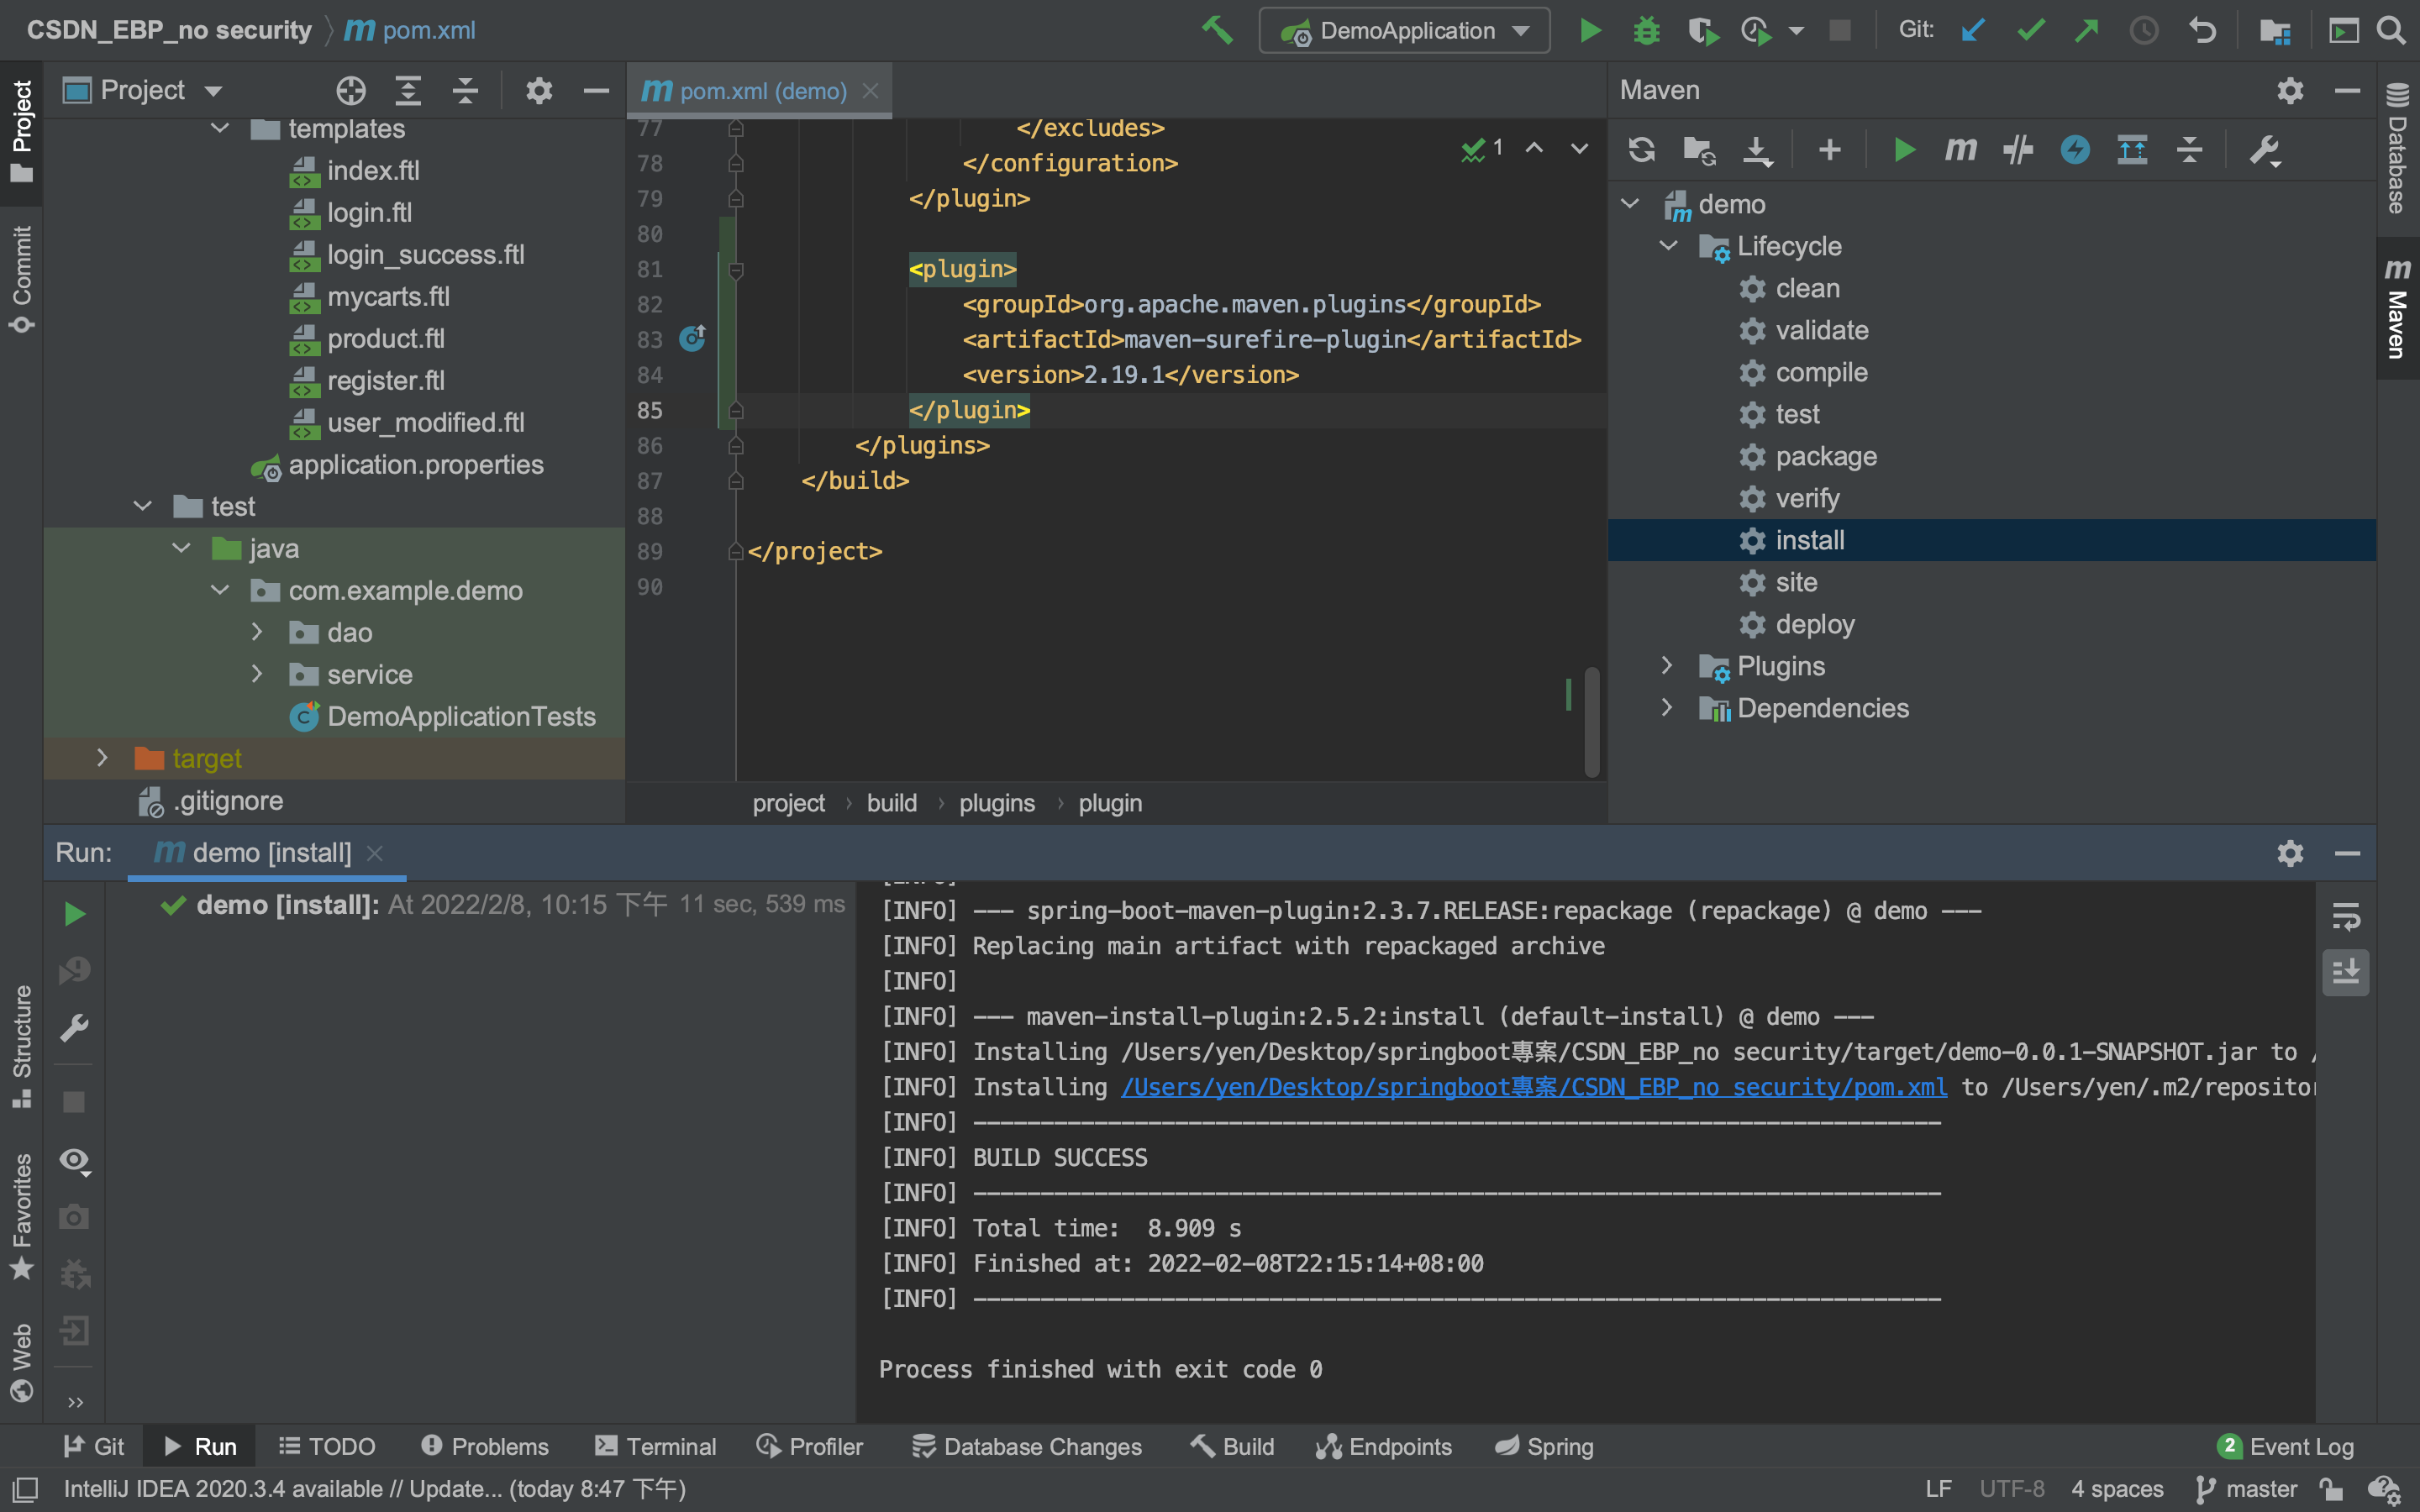 CSDN_EBP_no security
pom.xml
DemoApplication
Git:
Project
Commit
Structure
Favorites
Web
Project
templates
index.ftl
login.ftl
login_success.ftl
mycarts.ftl
product.ftl
register.ftl
user_modified.ftl
application.properties
test
java
com.example.demo
dao
service
DemoApplicationTests
target
.gitignore
pom.xml (demo)
1
77 </excludes>
78 </configuration>
79 </plugin>
80
81 <plugin>
82 <groupId>org.apache.maven.plugins</groupId>
83 <artifactId>maven-surefire-plugin</artifactId>
84 <version>2.19.1</version>
85 </plugin>
86 </plugins>
87 </build>
88
89 </project>
90
project › build › plugins › plugin
Maven
demo
Lifecycle
clean
validate
compile
test
package
verify
install
site
deploy
Plugins
Dependencies
Database
Maven
Run: demo [install]
demo [install]: At 2022/2/8, 10:15 下午 11 sec, 539 ms
[INFO]
[INFO] --- spring-boot-maven-plugin:2.3.7.RELEASE:repackage (repackage) @ demo ---
[INFO] Replacing main artifact with repackaged archive
[INFO]
[INFO] --- maven-install-plugin:2.5.2:install (default-install) @ demo ---
[INFO] Installing /Users/yen/Desktop/springboot專案/CSDN_EBP_no security/target/demo-0.0.1-SNAPSHOT.jar to /
[INFO] Installing /Users/yen/Desktop/springboot專案/CSDN_EBP_no security/pom.xml to /Users/yen/.m2/repositor
[INFO] ------------------------------------------------------------------------
[INFO] BUILD SUCCESS
[INFO] ------------------------------------------------------------------------
[INFO] Total time:  8.909 s
[INFO] Finished at: 2022-02-08T22:15:14+08:00
[INFO] ------------------------------------------------------------------------
Process finished with exit code 0
Git Run TODO Problems Terminal Profiler Database Changes Build Endpoints Spring 2 Event Log
IntelliJ IDEA 2020.3.4 available // Update... (today 8:47 下午) LF UTF-8 4 spaces master